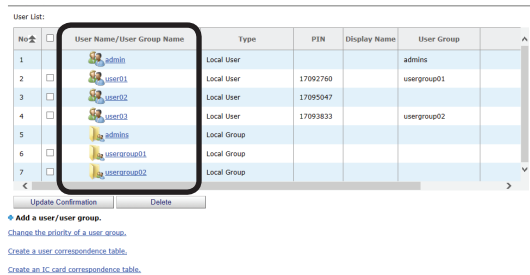 User List:
No User Name/User Group Name Type PIN Display Name User Group
1 admin Local User admins
2 user01 Local User 17092760 usergroup01
3 user02 Local User 17095047
4 user03 Local User 17093833 usergroup02
5 admins Local Group
6 usergroup01 Local Group
7 usergroup02 Local Group
Update Confirmation Delete
Add a user/user group.
Change the priority of a user group.
Create a user correspondence table.
Create an IC card correspondence table.